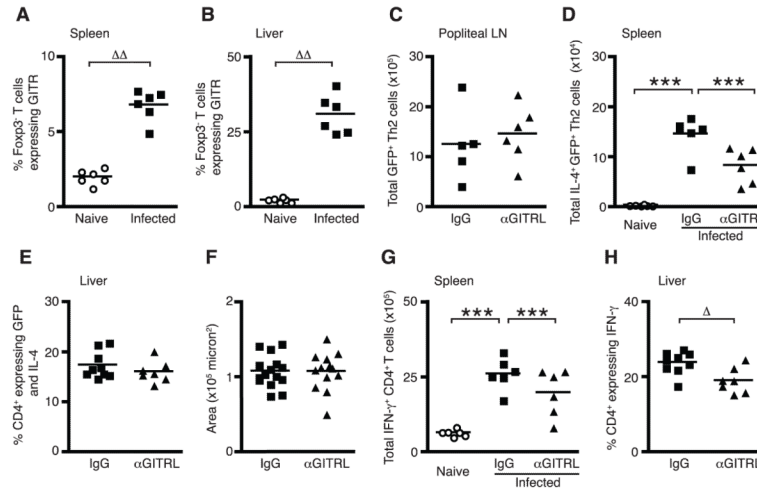 A
Spleen
% Foxp3⁻ T cells
expressing GITR
10
5
0
ΔΔ
Naive
Infected
B
Liver
% Foxp3⁻ T cells
expressing GITR
50
25
0
ΔΔ
Naive
Infected
C
Popliteal LN
Total GFP⁺ Th2 cells (x10⁵)
30
20
10
0
IgG
αGITRL
D
Spleen
Total IL-4⁺ GFP⁺ Th2 cells (x10⁴)
30
20
10
0
***
***
Naive
IgG
αGITRL
Infected
E
Liver
% CD4⁺ expressing GFP
and IL-4
30
20
10
0
IgG
αGITRL
F
Area (x10⁵ micron²)
2
1
0
IgG
αGITRL
G
Spleen
Total IFN-γ⁺ CD4⁺ T cells (x10⁵)
50
25
0
***
***
Naive
IgG
αGITRL
Infected
H
Liver
% CD4⁺ expressing IFN-γ
40
20
0
Δ
IgG
αGITRL